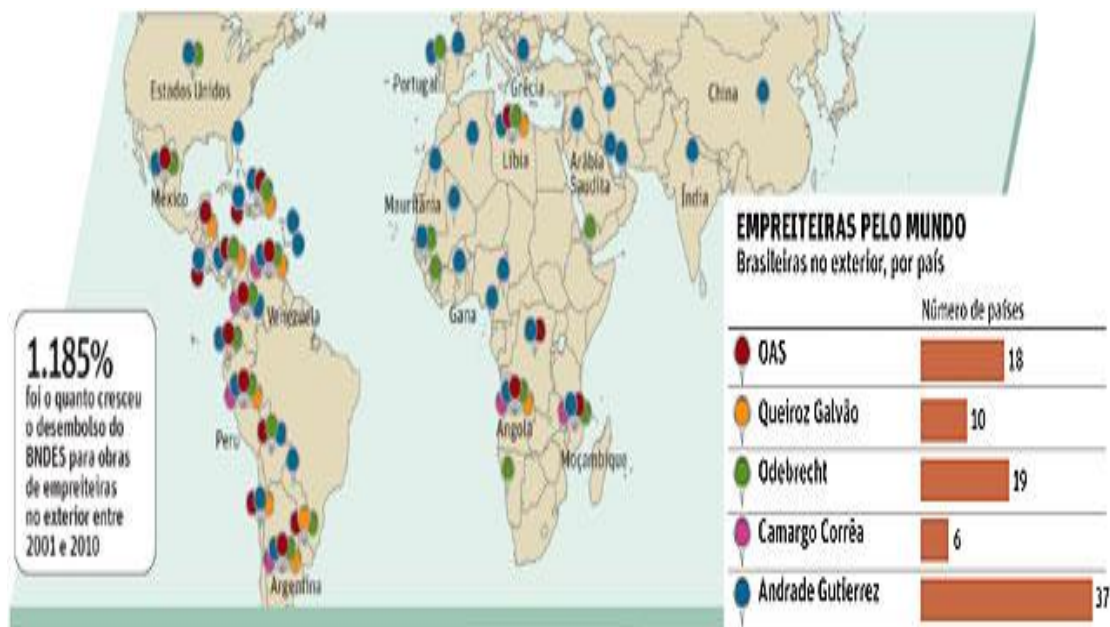 Estados Unidos
México
Venezuela
Peru
Argentina
Portugal
Grécia
Líbia
Mauritânia
Gana
Angola
Moçambique
Arábia
Saudita
Índia
China
1.185%
foi o quanto cresceu
o desembolso do
BNDES para obras
de empreiteiras
no exterior entre
2001 e 2010
EMPREITEIRAS PELO MUNDO
Brasileiras no exterior, por país
Número de países
OAS 18
Queiroz Galvão 10
Odebrecht 19
Camargo Corrêa 6
Andrade Gutierrez 37